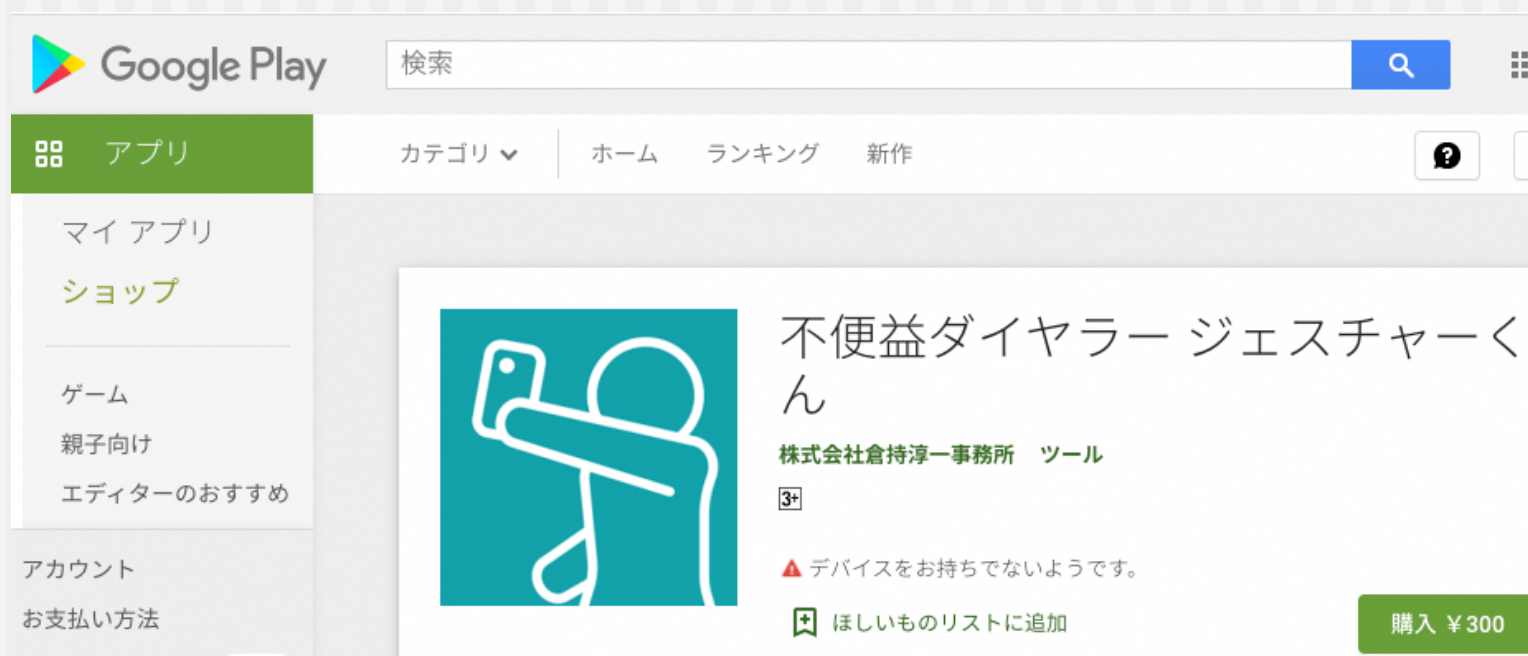 Google Play
検索
アプリ
カテゴリ ホーム ランキング 新作
マイ アプリ
ショップ
ゲーム
親子向け
エディターのおすすめ
アカウント
お支払い方法
不便益ダイヤラー ジェスチャーく
ん
株式会社倉持淳一事務所 ツール
3+
デバイスをお持ちでないようです。
ほしいものリストに追加
購入 ￥300